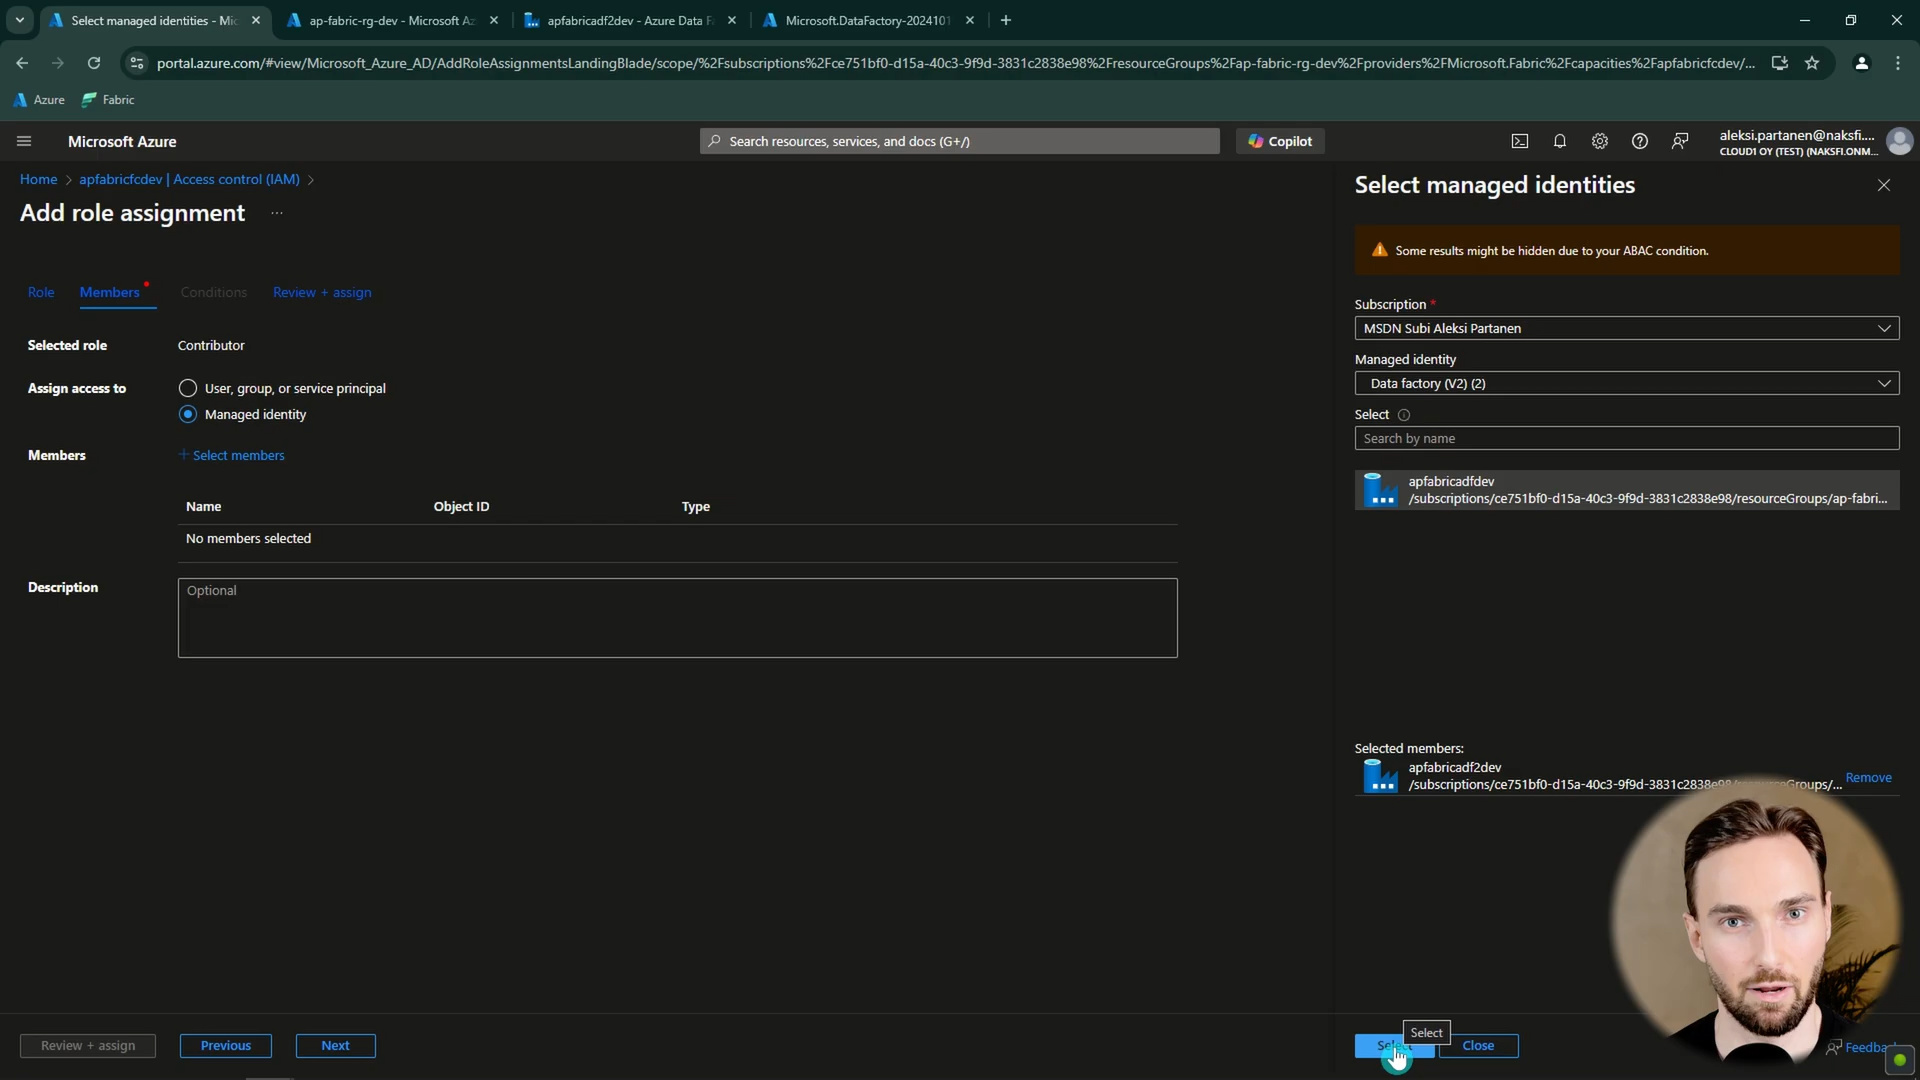 Select managed identities - Mic
ap-fabric-rg-dev - Microsoft Az
apfabricadf2dev - Azure Data F
Microsoft.DataFactory-2024101
portal.azure.com/#view/Microsoft_Azure_AD/AddRoleAssignmentsLandingBlade/scope/%2Fsubscriptions%2Fce751bf0-d15a-40c3-9f9d-3831c2838e98%2FresourceGroups%2Fap-fabric-rg-dev%2Fproviders%2FMicrosoft.Fabric%2Fcapacities%2Fapfabricfcdev/...
Azure
Fabric
Microsoft Azure
Search resources, services, and docs (G+/)
Copilot
aleksi.partanen@naksfi....
CLOUD1 OY (TEST) (NAKSFI.ONM...
Home > apfabricfcdev | Access control (IAM) >
Add role assignment ...
Role
Members
Conditions
Review + assign
Selected role
Contributor
Assign access to
User, group, or service principal
Managed identity
Members
+ Select members
Name
Object ID
Type
No members selected
Description
Optional
Review + assign
Previous
Next
Select managed identities
Some results might be hidden due to your ABAC condition.
Subscription *
MSDN Subi Aleksi Partanen
Managed identity
Data factory (V2) (2)
Select
Search by name
apfabricadfdev
/subscriptions/ce751bf0-d15a-40c3-9f9d-3831c2838e98/resourceGroups/ap-fabri...
Selected members:
apfabricadf2dev
/subscriptions/ce751bf0-d15a-40c3-9f9d-3831c2838e98/resourceGroups/...
Remove
Select
Select
Close
Feedba